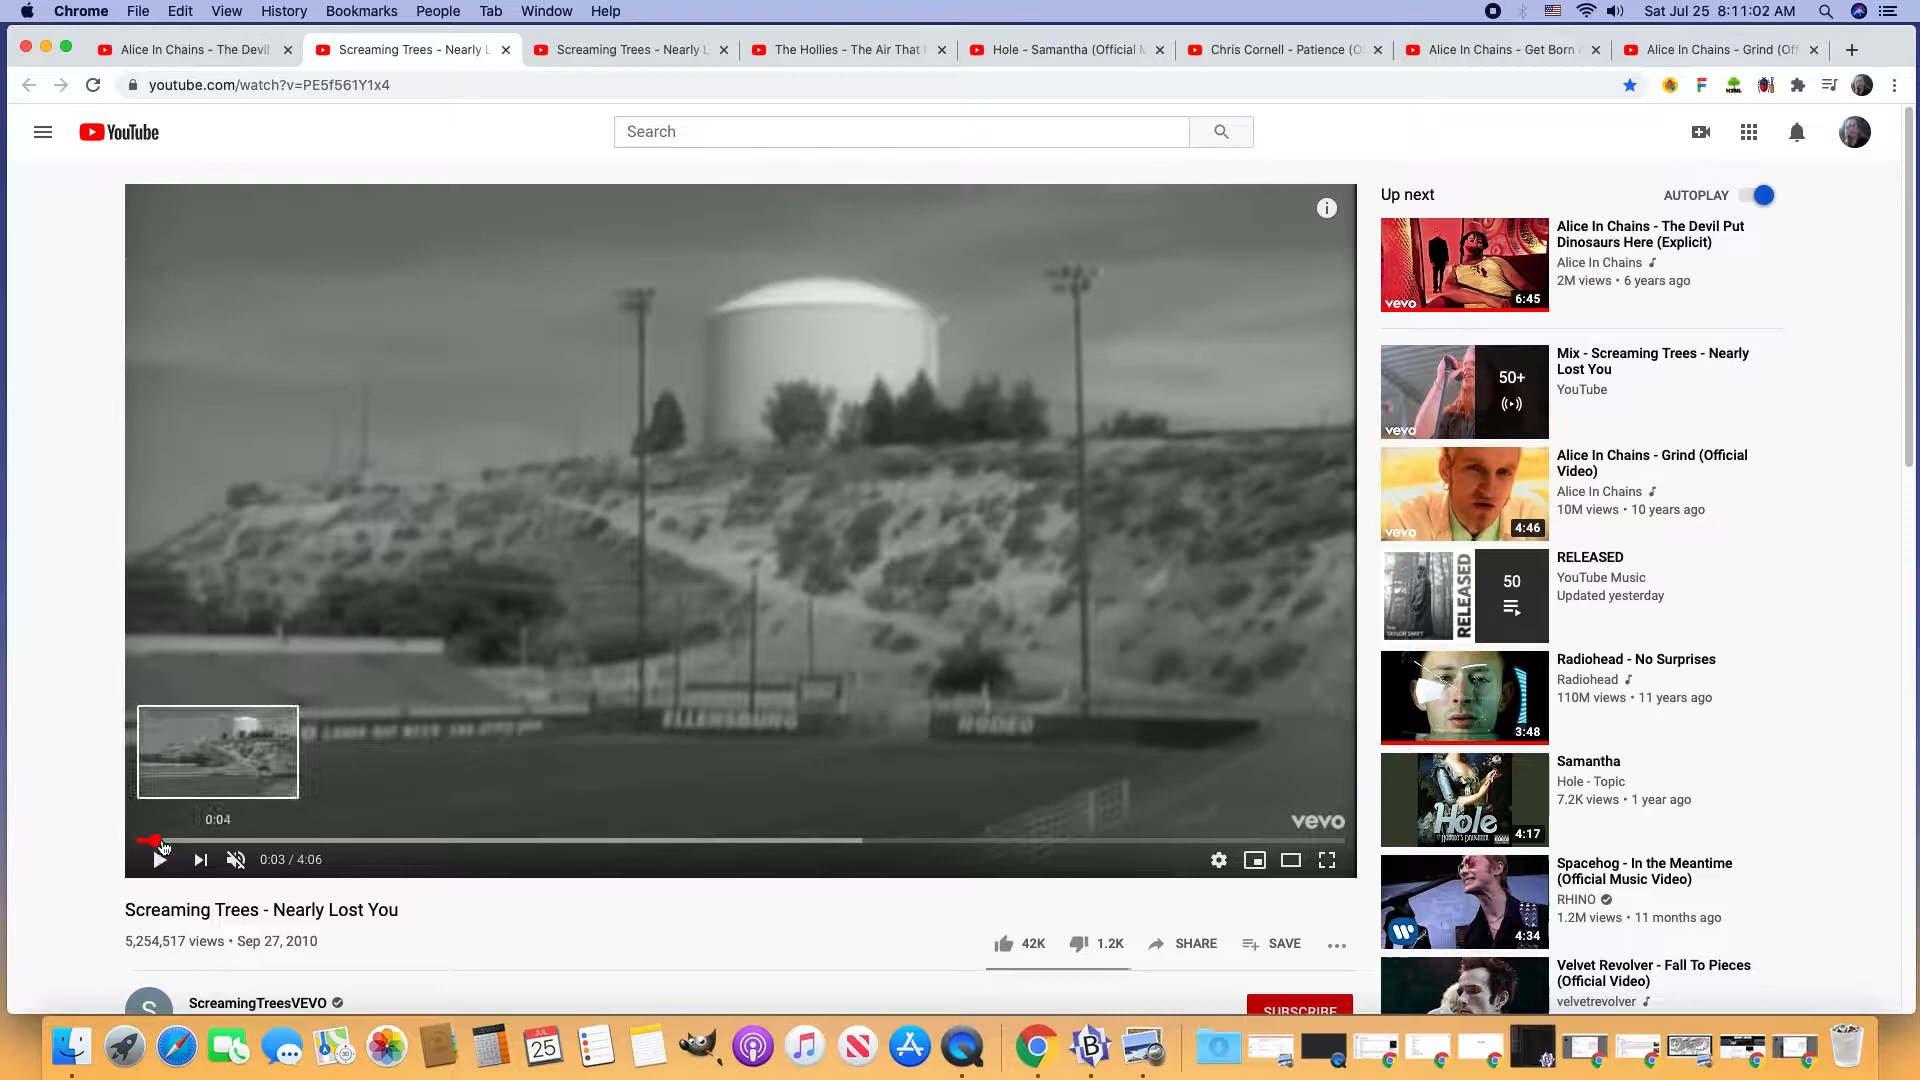 Chrome File Edit View History Bookmarks People Tab Window Help
Sat Jul 25 8:11:02 AM
Alice In Chains - The Devil
Screaming Trees - Nearly L
Screaming Trees - Nearly L
The Hollies - The Air That
Hole - Samantha (Official
Chris Cornell - Patience (O
Alice In Chains - Get Born
Alice In Chains - Grind (Off
youtube.com/watch?v=PE5f561Y1x4
YouTube
Search
ELLENSBURG RODEO
0:04
vevo
0:03 / 4:06
Screaming Trees - Nearly Lost You
5,254,517 views • Sep 27, 2010
42K 1.2K SHARE SAVE
S
ScreamingTreesVEVO
SUBSCRIBE
Up next
AUTOPLAY
vevo
6:45
Alice In Chains - The Devil Put
Dinosaurs Here (Explicit)
Alice In Chains
2M views • 6 years ago
50+
vevo
Mix - Screaming Trees - Nearly
Lost You
YouTube
vevo
4:46
Alice In Chains - Grind (Official
Video)
Alice In Chains
10M views • 10 years ago
RELEASED
TAYLOR SWIFT
50
RELEASED
YouTube Music
Updated yesterday
3:48
Radiohead - No Surprises
Radiohead
110M views • 11 years ago
Hole
4:17
Samantha
Hole - Topic
7.2K views • 1 year ago
4:34
Spacehog - In the Meantime
(Official Music Video)
RHINO
1.2M views • 11 months ago
Velvet Revolver - Fall To Pieces
(Official Video)
velvetrevolver
JUL
25
B